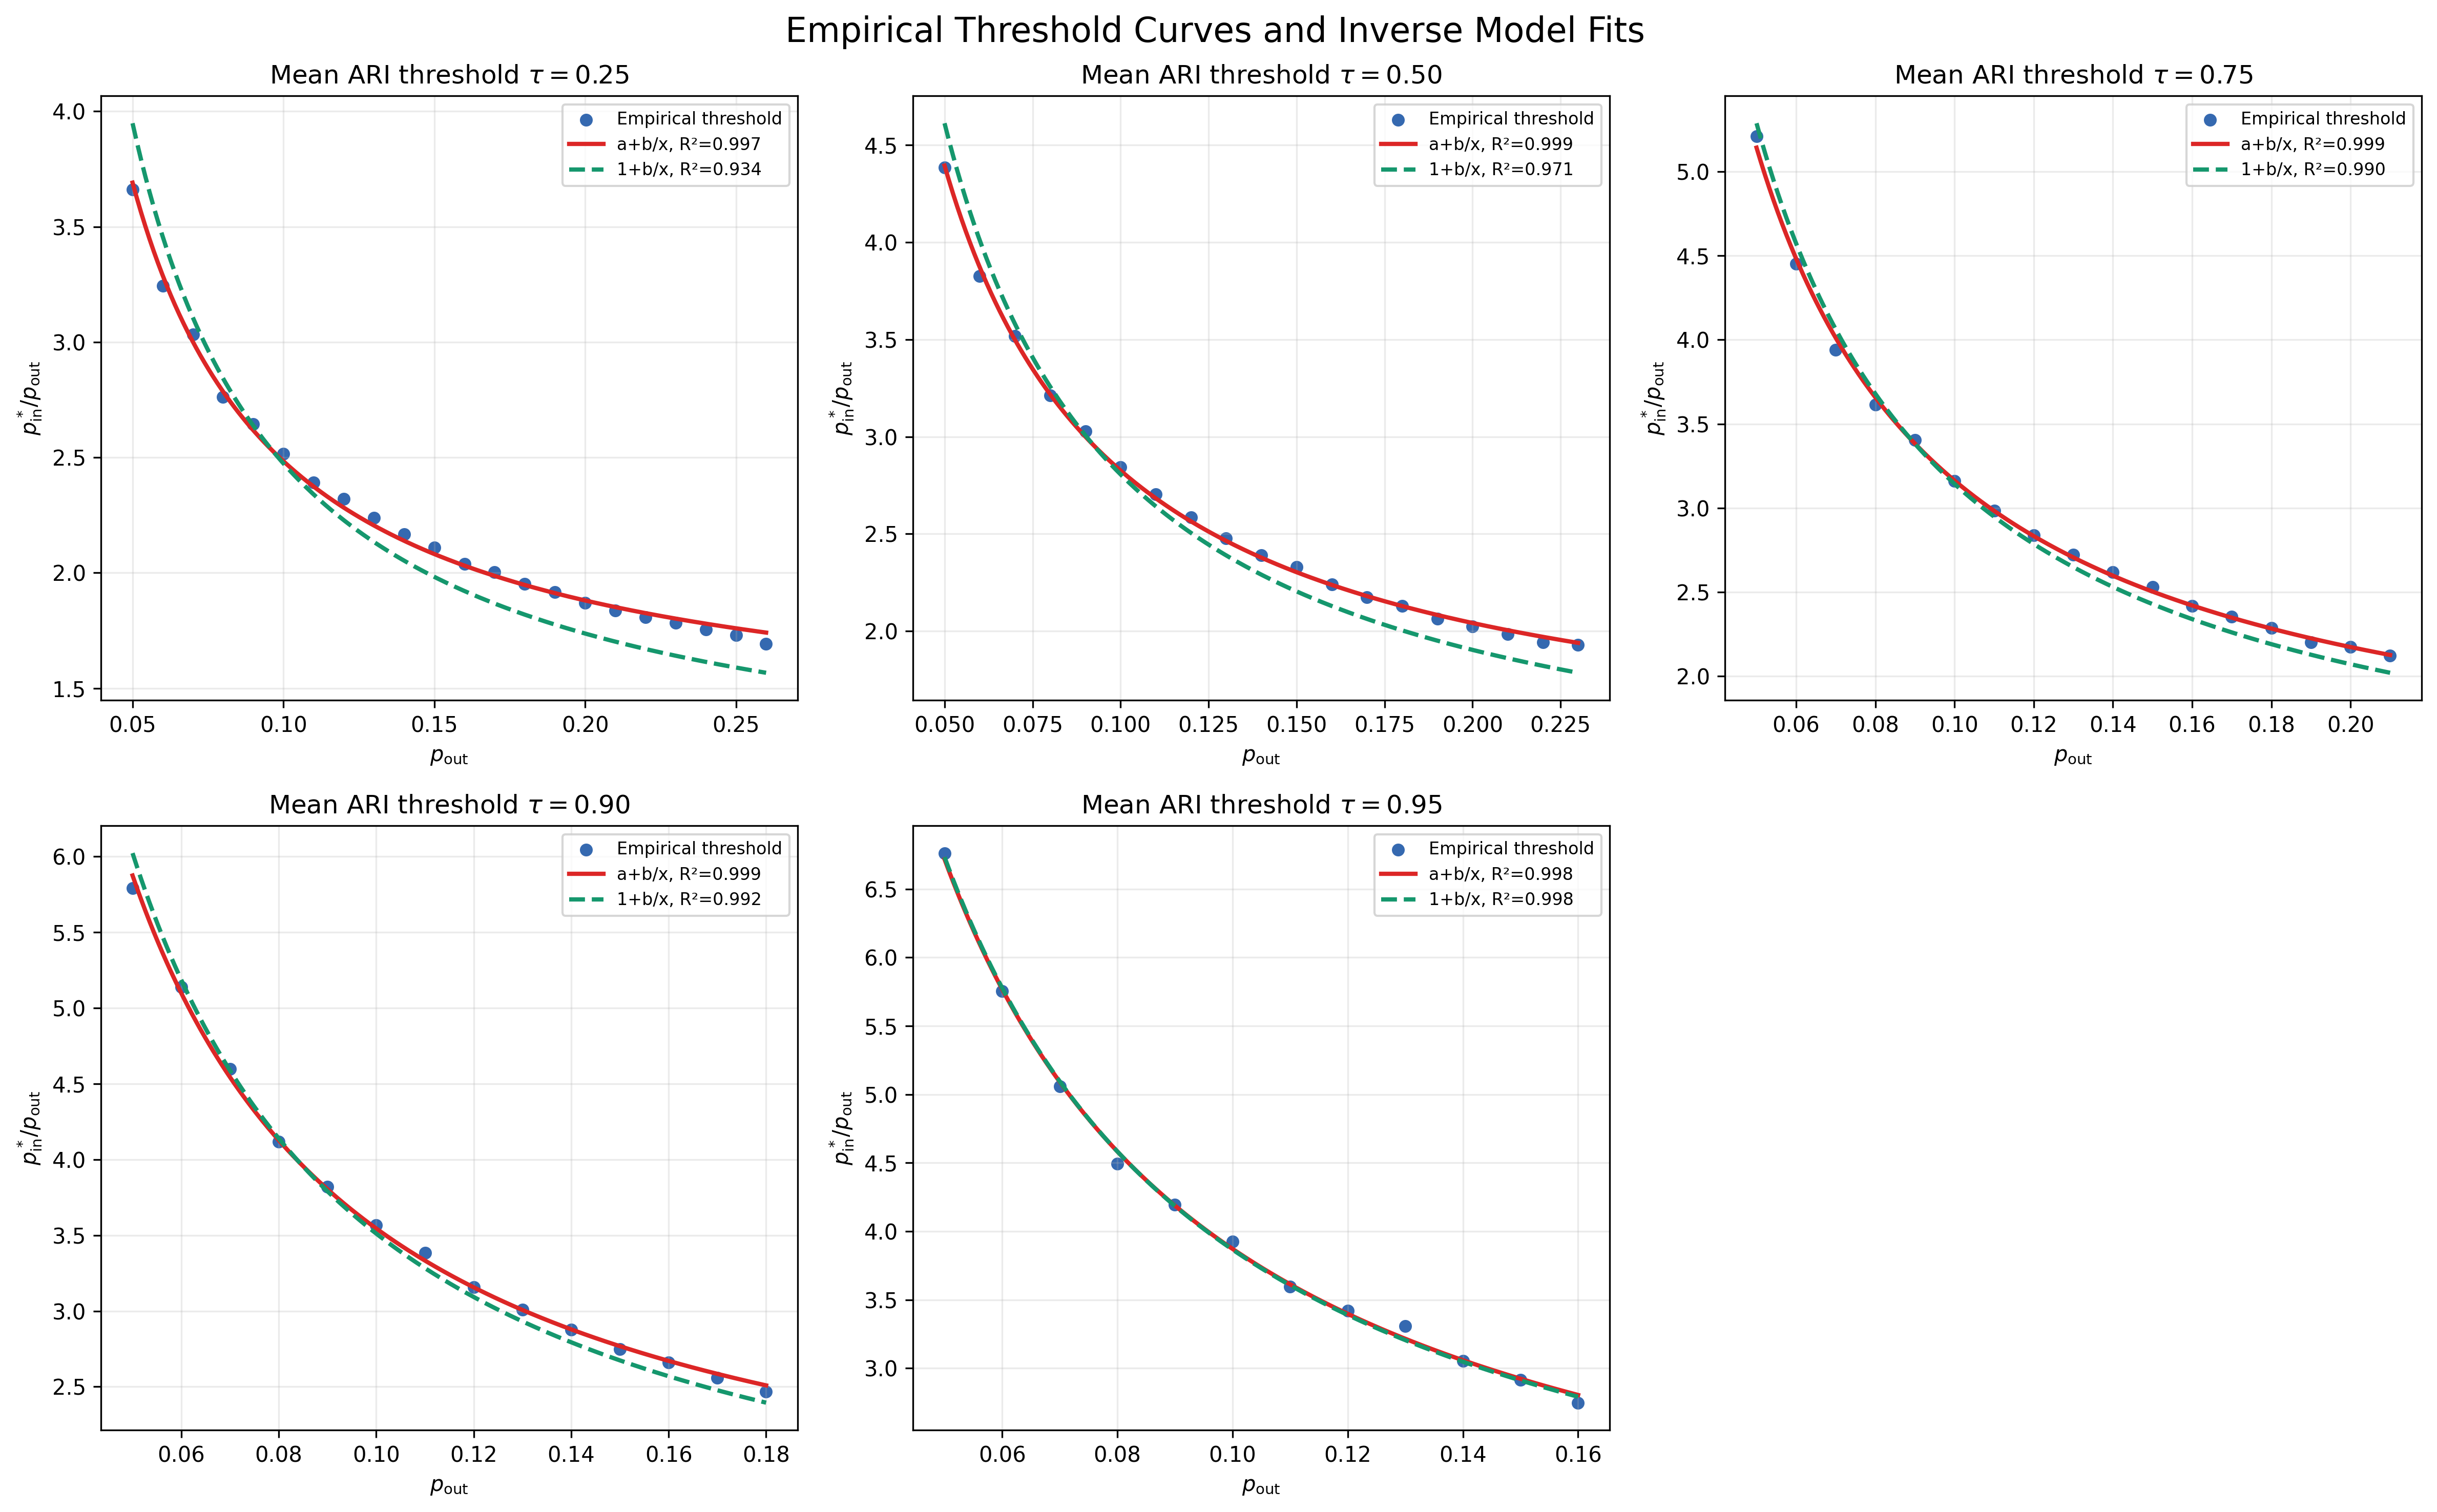 Empirical Threshold Curves and Inverse Model Fits
Mean ARI threshold τ = 0.25
4.0
3.5
3.0
2.5
2.0
1.5
p*in/pout
Empirical threshold
a+b/x, R²=0.997
1+b/x, R²=0.934
0.05 0.10 0.15 0.20 0.25
pout
Mean ARI threshold τ = 0.50
4.5
4.0
3.5
3.0
2.5
2.0
p*in/pout
Empirical threshold
a+b/x, R²=0.999
1+b/x, R²=0.971
0.050 0.075 0.100 0.125 0.150 0.175 0.200 0.225
pout
Mean ARI threshold τ = 0.75
5.0
4.5
4.0
3.5
3.0
2.5
2.0
p*in/pout
Empirical threshold
a+b/x, R²=0.999
1+b/x, R²=0.990
0.06 0.08 0.10 0.12 0.14 0.16 0.18 0.20
pout
Mean ARI threshold τ = 0.90
6.0
5.5
5.0
4.5
4.0
3.5
3.0
2.5
p*in/pout
Empirical threshold
a+b/x, R²=0.999
1+b/x, R²=0.992
0.06 0.08 0.10 0.12 0.14 0.16 0.18
pout
Mean ARI threshold τ = 0.95
6.5
6.0
5.5
5.0
4.5
4.0
3.5
3.0
p*in/pout
Empirical threshold
a+b/x, R²=0.998
1+b/x, R²=0.998
0.06 0.08 0.10 0.12 0.14 0.16
pout